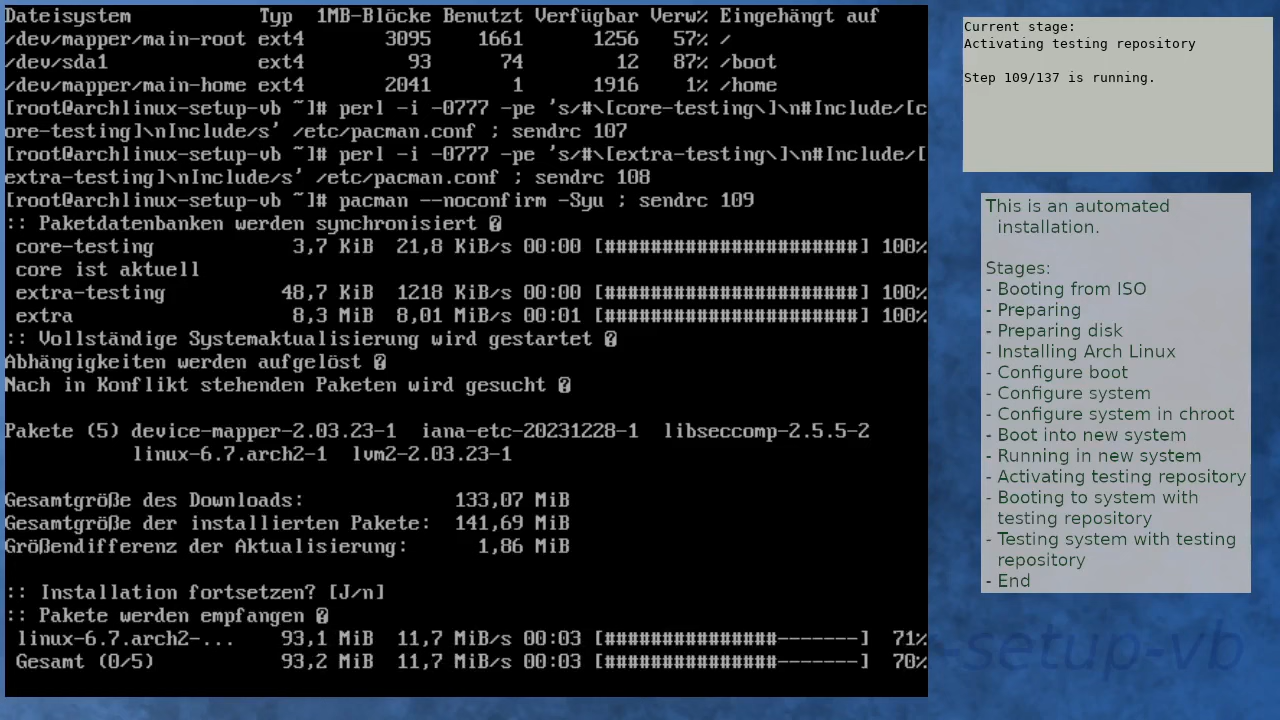 Dateisystem Typ 1MB-Blöcke Benutzt Verfügbar Verw% Eingehängt auf
/dev/mapper/main-root ext4 3095 1661 1256 57% /
/dev/sda1 ext4 93 74 12 87% /boot
/dev/mapper/main-home ext4 2041 1 1916 1% /home
[root@archlinux-setup-vb ~]# perl -i -0777 -pe 's/#\[core-testing\]\n#Include/[c
ore-testing]\nInclude/s' /etc/pacman.conf ; sendrc 107
[root@archlinux-setup-vb ~]# perl -i -0777 -pe 's/#\[extra-testing\]\n#Include/[
extra-testing]\nInclude/s' /etc/pacman.conf ; sendrc 108
[root@archlinux-setup-vb ~]# pacman --noconfirm -Syu ; sendrc 109
:: Paketdatenbanken werden synchronisiert �
core-testing 3,7 KiB 21,8 KiB/s 00:00 [######################] 100%
core ist aktuell
extra-testing 48,7 KiB 1218 KiB/s 00:00 [######################] 100%
extra 8,3 MiB 8,01 MiB/s 00:01 [######################] 100%
:: Vollständige Systemaktualisierung wird gestartet �
Abhängigkeiten werden aufgelöst �
Nach in Konflikt stehenden Paketen wird gesucht �
Pakete (5) device-mapper-2.03.23-1 iana-etc-20231228-1 libseccomp-2.5.5-2
linux-6.7.arch2-1 lvm2-2.03.23-1
Gesamtgröße des Downloads: 133,07 MiB
Gesamtgröße der installierten Pakete: 141,69 MiB
Größendifferenz der Aktualisierung: 1,86 MiB
:: Installation fortsetzen? [J/n]
:: Pakete werden empfangen �
linux-6.7.arch2-... 93,1 MiB 11,7 MiB/s 00:03 [###############-------] 71%
Gesamt (0/5) 93,2 MiB 11,7 MiB/s 00:03 [###############-------] 70%
Current stage:
Activating testing repository
Step 109/137 is running.
This is an automated
installation.
Stages:
- Booting from ISO
- Preparing
- Preparing disk
- Installing Arch Linux
- Configure boot
- Configure system
- Configure system in chroot
- Boot into new system
- Running in new system
- Activating testing repository
- Booting to system with
testing repository
- Testing system with testing
repository
- End
-setup-vb